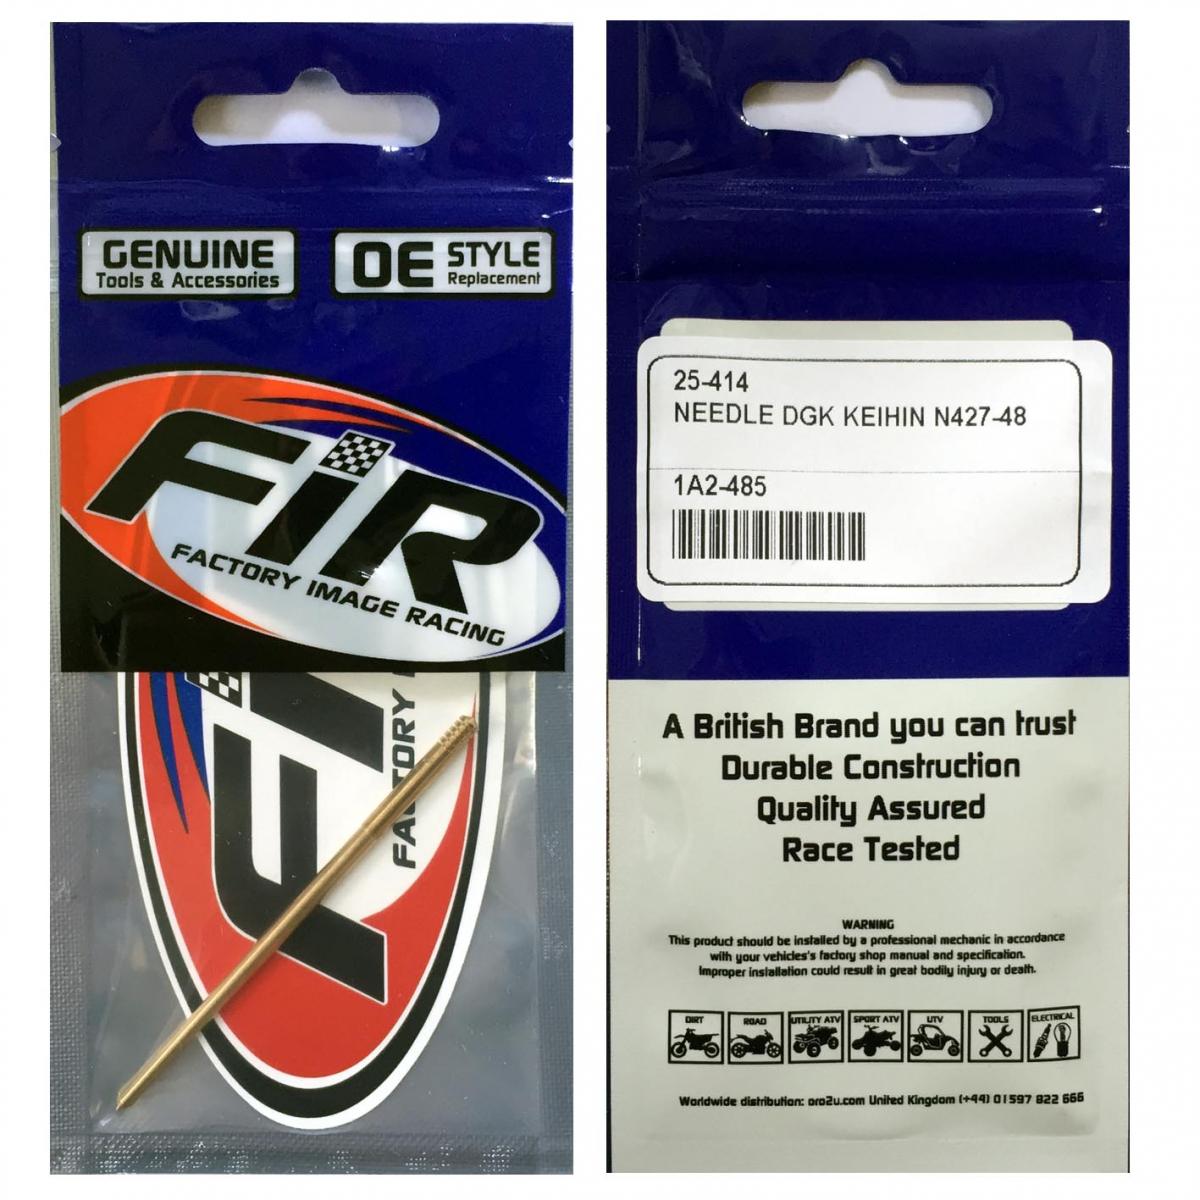 GENUINE
Tools & Accessories
OE STYLE
Replacement
FiR
FACTORY IMAGE RACING
Fi
FACTORY
25-414
NEEDLE DGK KEIHIN N427-48
1A2-485
A British Brand you can trust
Durable Construction
Quality Assured
Race Tested
WARNING
This product should be installed by a professional mechanic in accordance
with your vehicles's factory shop manual and specification.
Improper installation could result in great bodily injury or death.
DIRT ROAD UTILITY ATV SPORT ATV UTV TOOLS ELECTRICAL
Worldwide distribution: oro2u.com United Kingdom (+44) 01597 822 666